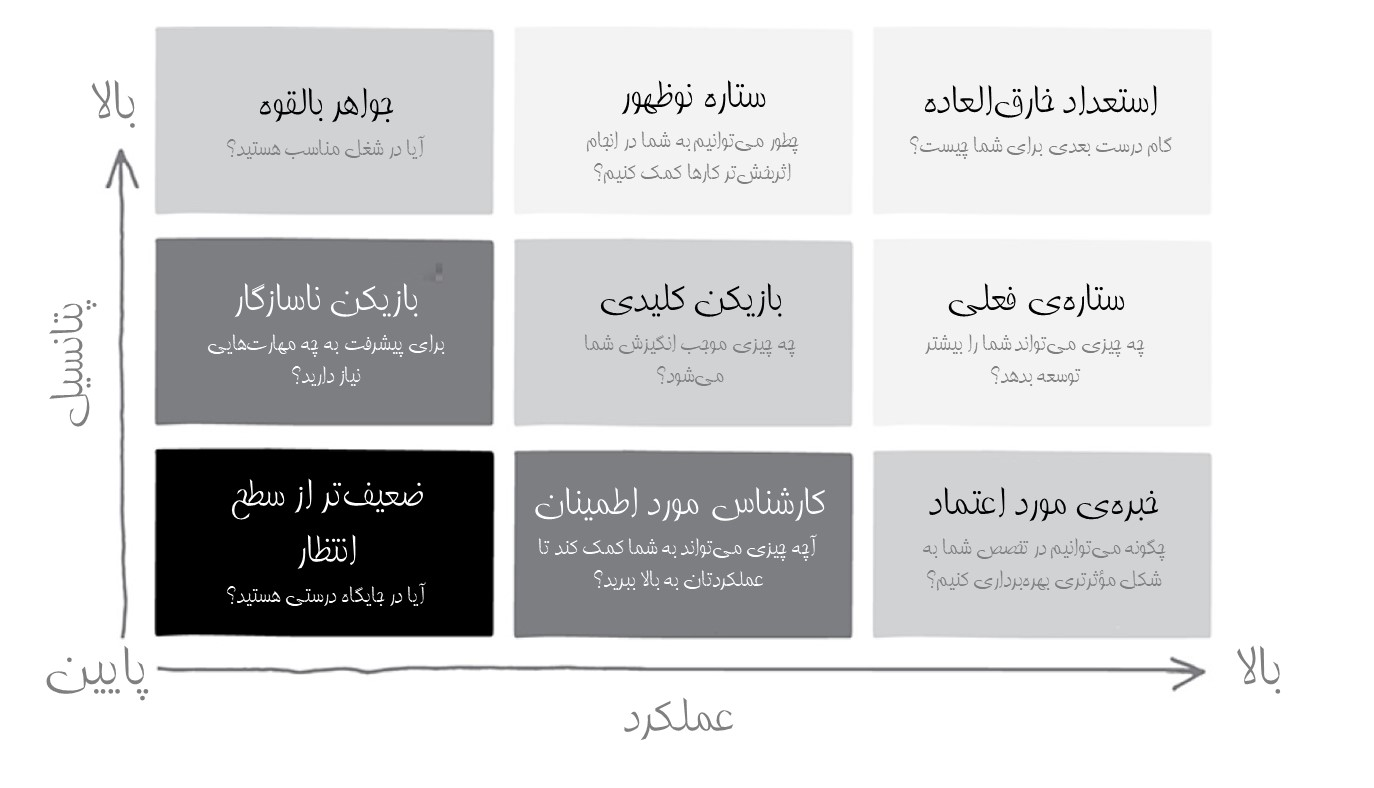 بالا
جواهر بالقوه
آیا در شغل مناسب هستید؟
ستاره نوظهور
چطور می‌توانیم به شما در انجام
اثربخش‌تر کارها کمک کنیم؟
استعداد خارق‌العاده
گام درست بعدی برای شما چیست؟
پتانسیل
بازیکن ناسازگار
برای پیشرفت به چه مهارت‌هایی
نیاز دارید؟
بازیکن کلیدی
چه چیزی موجب انگیزش شما
می‌شود؟
ستاره‌ی فعلی
چه چیزی می‌تواند شما را بیشتر
توسعه بدهد؟
ضعیف‌تر از سطح
انتظار
آیا در جایگاه درستی هستید؟
کارشناس مورد اطمینان
آچه چیزی می‌تواند به شما کمک کند تا
عملکردتان به بالا ببرید؟
خبره‌ی مورد اعتماد
چگونه می‌توانیم در تخصص شما به
شکل مؤثرتری بهره‌برداری کنیم؟
پایین
بالا
عملکرد